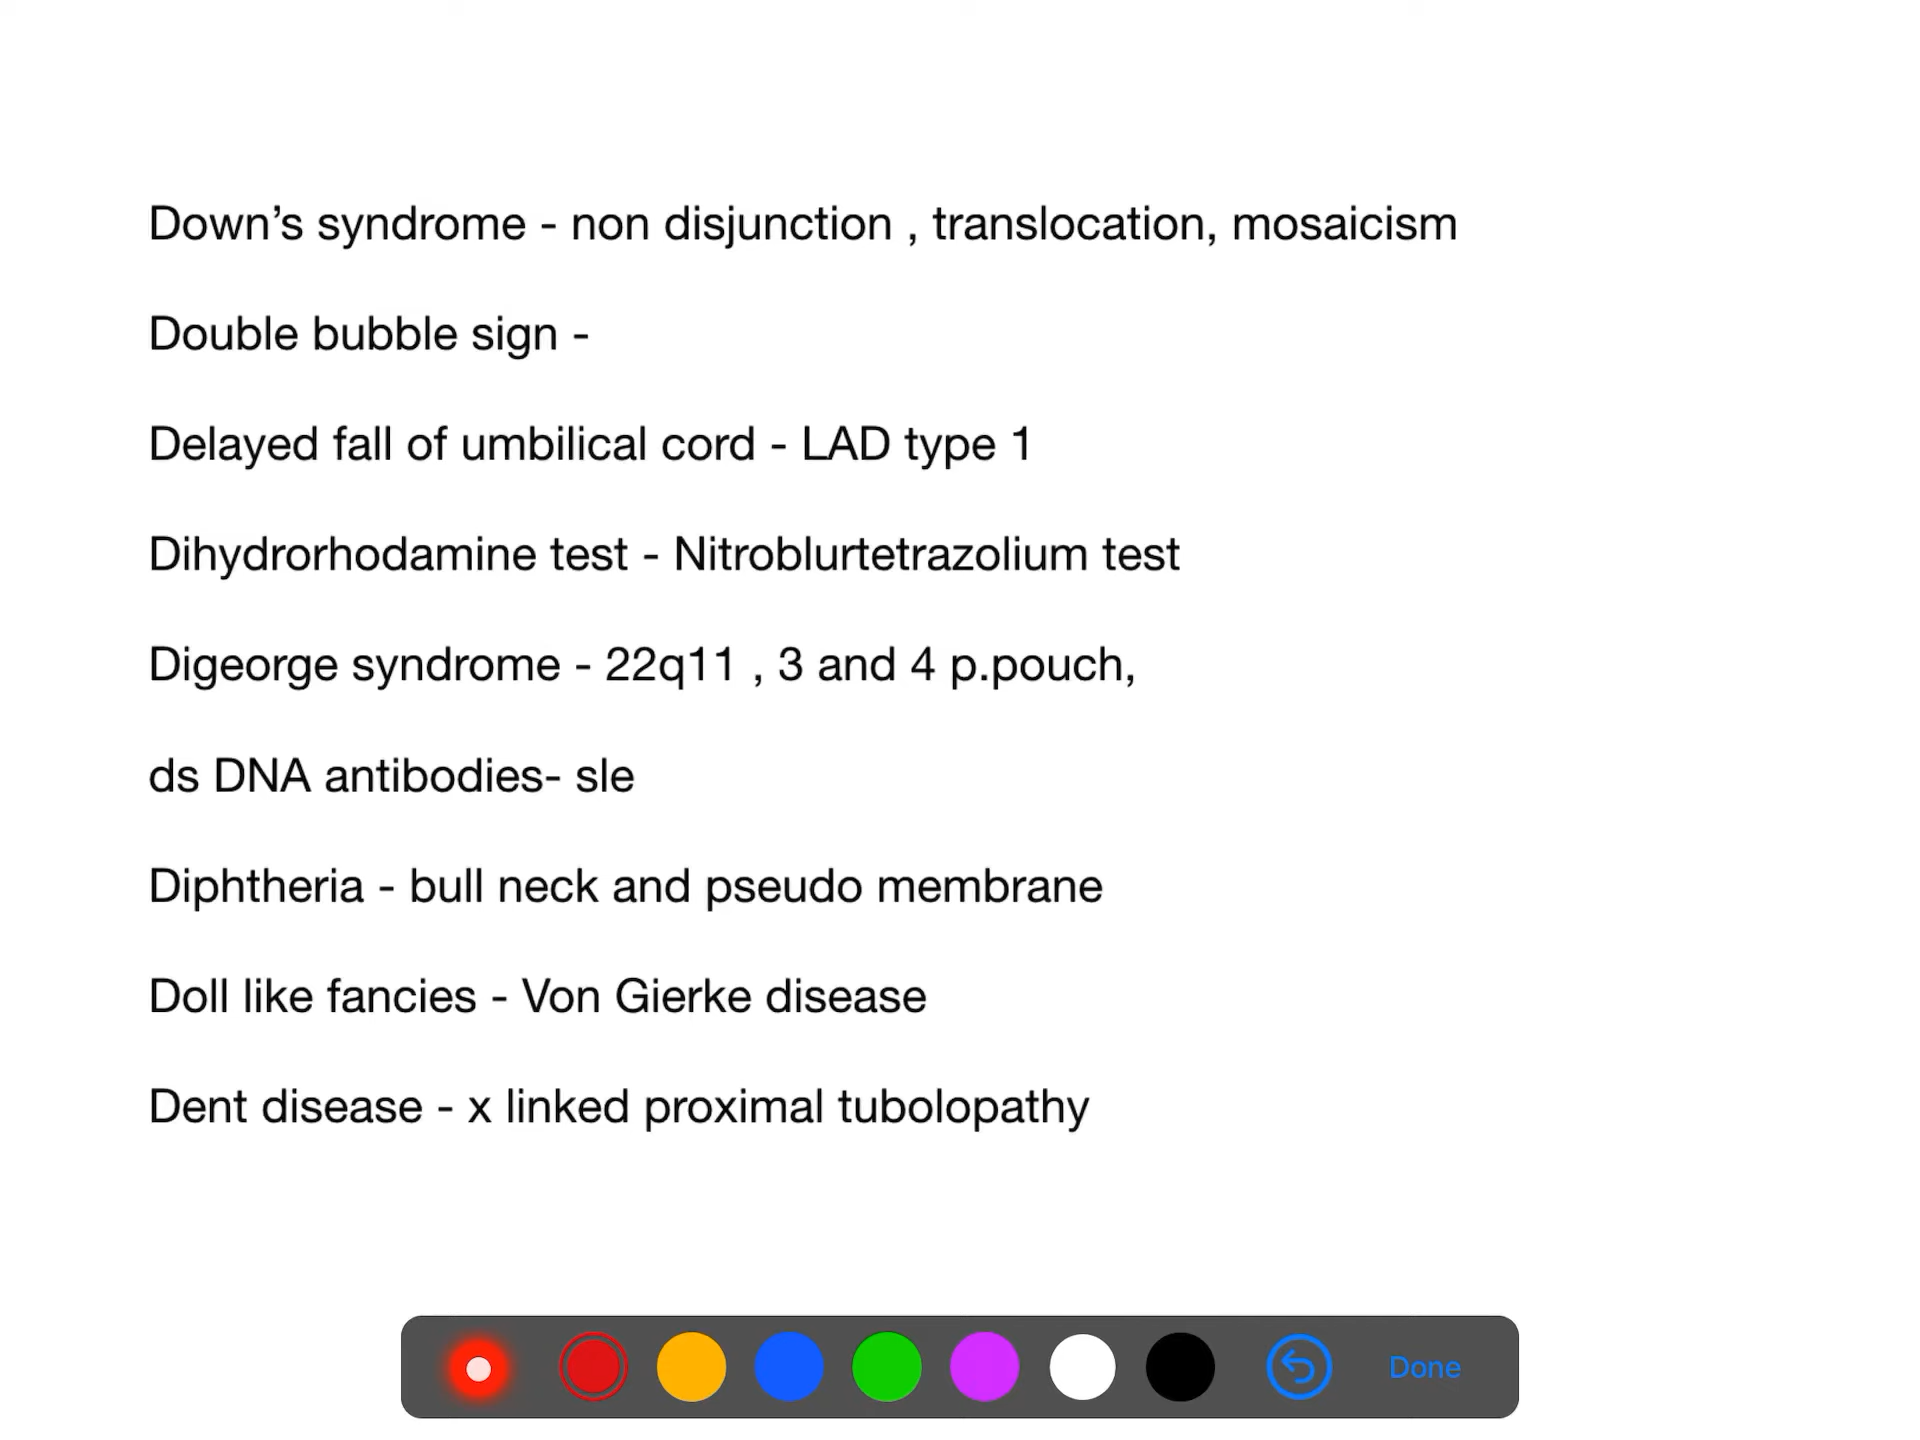 Down’s syndrome - non disjunction , translocation, mosaicism
Double bubble sign -
Delayed fall of umbilical cord - LAD type 1
Dihydrorhodamine test - Nitroblurtetrazolium test
Digeorge syndrome - 22q11 , 3 and 4 p.pouch,
ds DNA antibodies- sle
Diphtheria - bull neck and pseudo membrane
Doll like fancies - Von Gierke disease
Dent disease - x linked proximal tubolopathy
Done